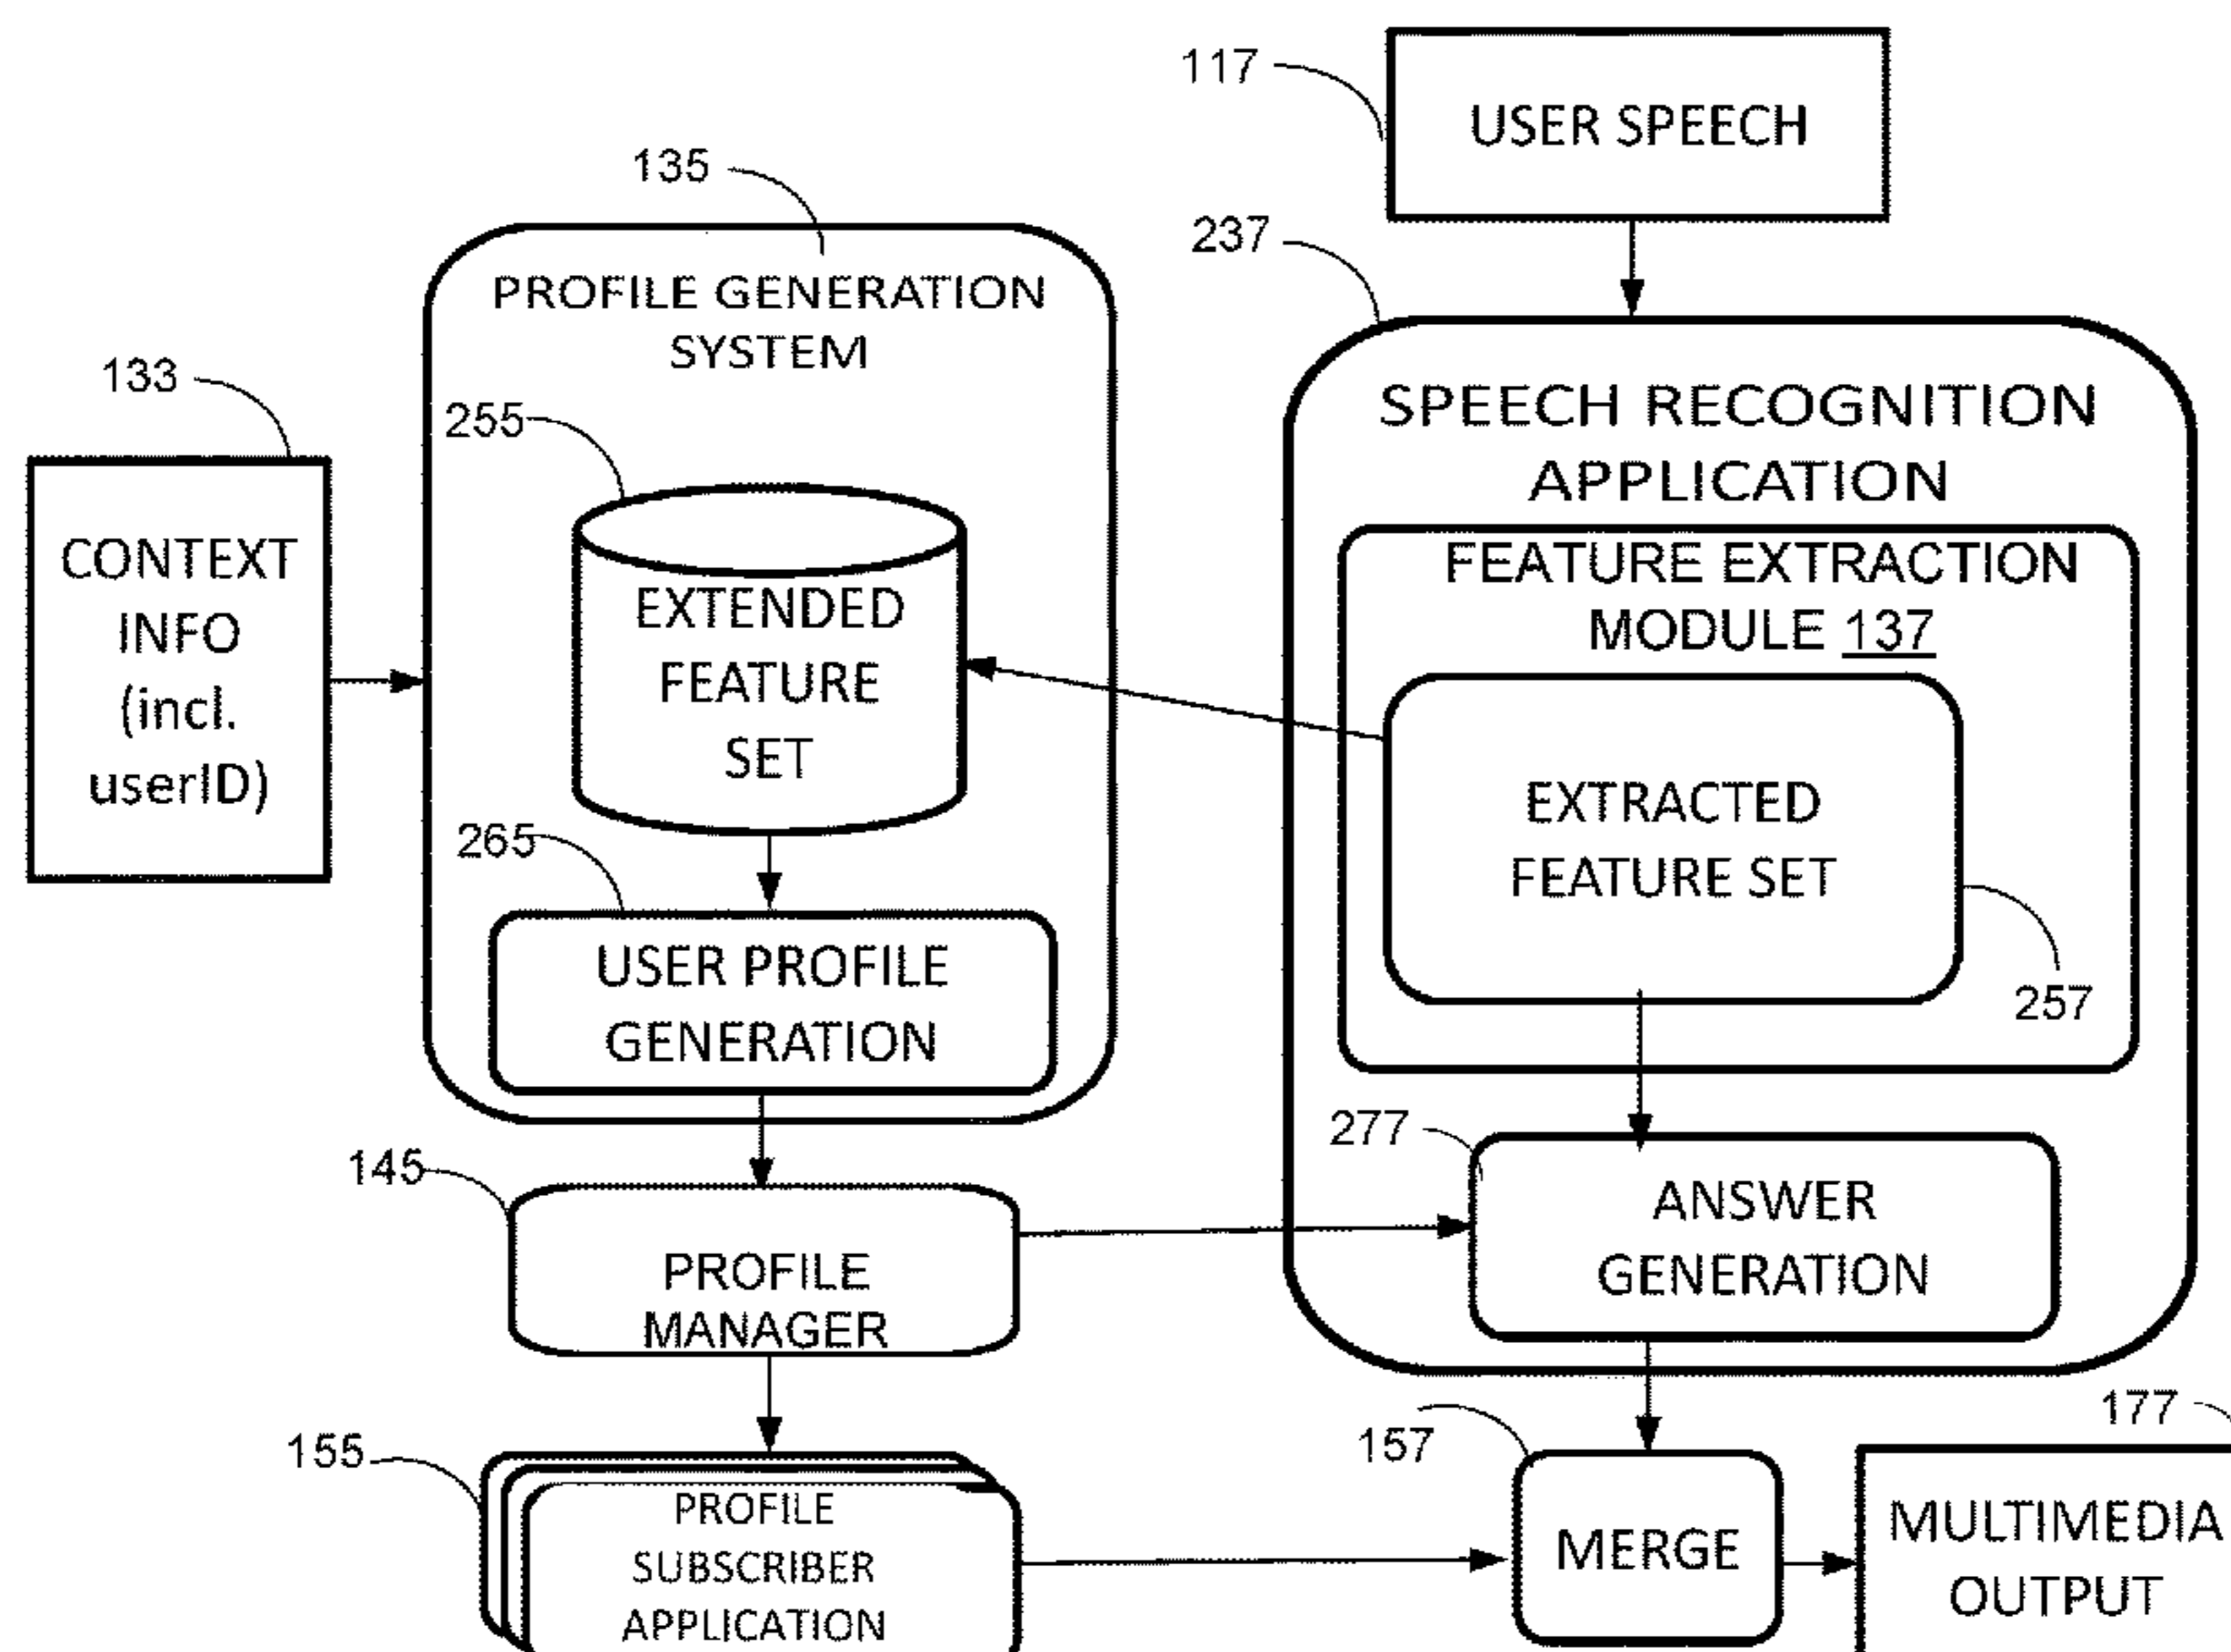 117
USER SPEECH
135
237
PROFILE GENERATION
SYSTEM
133
255
SPEECH RECOGNITION
APPLICATION
CONTEXT
INFO
(incl.
userID)
EXTENDED
FEATURE
SET
FEATURE EXTRACTION
MODULE 137
EXTRACTED
FEATURE SET
257
265
USER PROFILE
GENERATION
277
ANSWER
GENERATION
145
PROFILE
MANAGER
155
PROFILE
SUBSCRIBER
APPLICATION
157
MERGE
177
MULTIMEDIA
OUTPUT